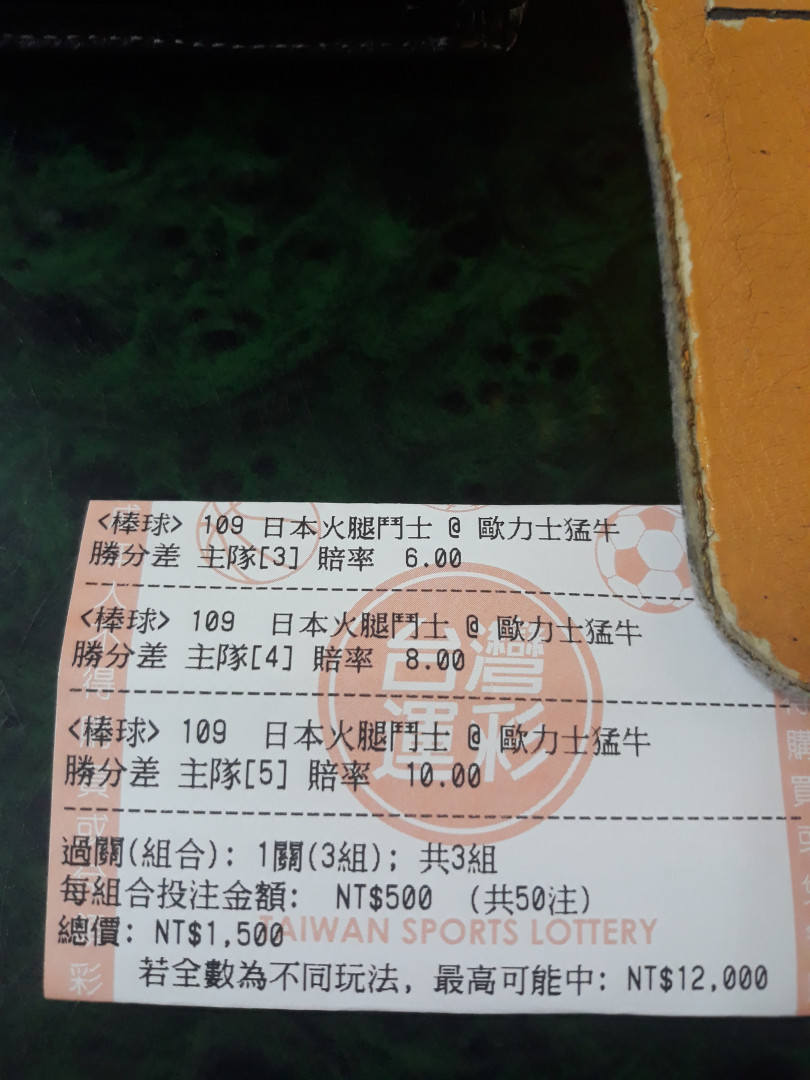 <棒球> 109 日本火腿鬥士 @ 歐力士猛牛
勝分差 主隊[3] 賠率 6.00
<棒球> 109 日本火腿鬥士 @ 歐力士猛牛
勝分差 主隊[4] 賠率 8.00
<棒球> 109 日本火腿鬥士 @ 歐力士猛牛
勝分差 主隊[5] 賠率 10.00
台灣
運彩
過關(組合): 1關(3組); 共3組
每組合投注金額: NT$500 (共50注)
總價: NT$1,500
TAIWAN SPORTS LOTTERY
若全數為不同玩法, 最高可能中: NT$12,000